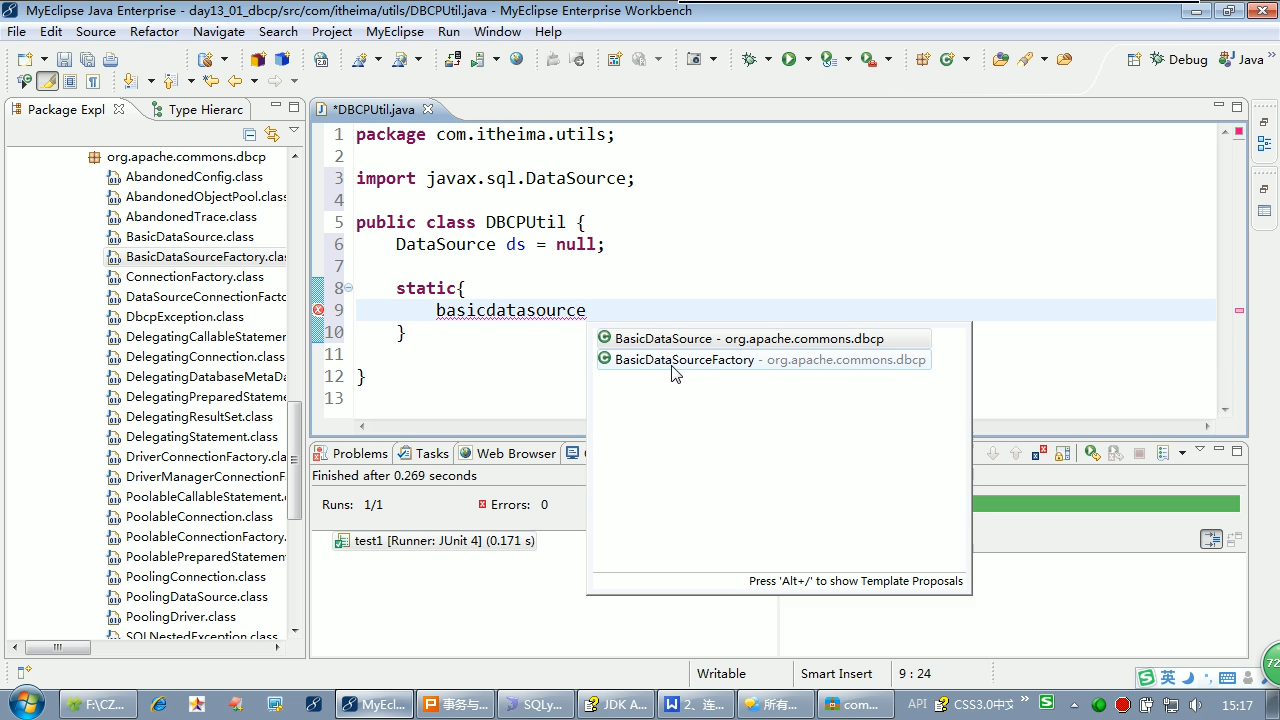 MyEclipse Java Enterprise - day13_01_dbcp/src/com/itheima/utils/DBCPUtil.java - MyEclipse Enterprise Workbench
File Edit Source Refactor Navigate Search Project MyEclipse Run Window Help
Debug Java
Package Expl Type Hierarc
*DBCPUtil.java
org.apache.commons.dbcp
AbandonedConfig.class
AbandonedObjectPool.class
AbandonedTrace.class
BasicDataSource.class
BasicDataSourceFactory.clas
ConnectionFactory.class
DataSourceConnectionFacto
DbcpException.class
DelegatingCallableStatement
DelegatingConnection.class
DelegatingDatabaseMetaDa
DelegatingPreparedStateme
DelegatingResultSet.class
DelegatingStatement.class
DriverConnectionFactory.cla
DriverManagerConnectionF
PoolableCallableStatement.
PoolableConnection.class
PoolableConnectionFactory.
PoolablePreparedStatement
PoolingConnection.class
PoolingDataSource.class
PoolingDriver.class
SQLNestedException.class
1 package com.itheima.utils;
2
3 import javax.sql.DataSource;
4
5 public class DBCPUtil {
6 DataSource ds = null;
7
8 static{
9 basicdatasource
10 }
11
12 }
13
BasicDataSource - org.apache.commons.dbcp
BasicDataSourceFactory - org.apache.commons.dbcp
Press 'Alt+/' to show Template Proposals
Problems Tasks Web Browser
Finished after 0.269 seconds
Runs: 1/1 Errors: 0
test1 [Runner: JUnit 4] (0.171 s)
Writable Smart Insert 9 : 24
英
72
F:\CZ... MyEcl... 事务与... SQLy... JDK A... 2、连... 所有... com... API CSS3.0中文 15:17